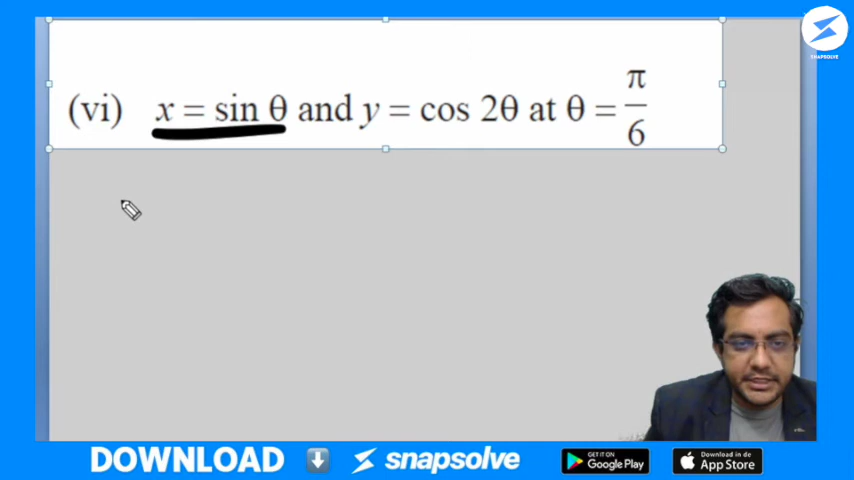 SNAPSOLVE
(vi) x = sin θ and y = cos 2θ at θ = π/6
DOWNLOAD snapsolve GET IT ON Google Play Download on de App Store